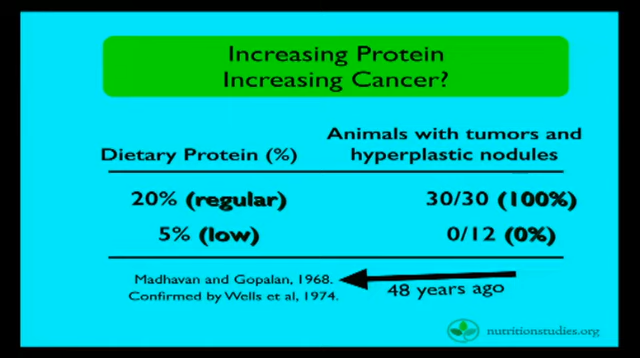 Increasing Protein
Increasing Cancer?
Dietary Protein (%)
Animals with tumors and
hyperplastic nodules
20% (regular) 30/30 (100%)
5% (low) 0/12 (0%)
Madhavan and Gopalan, 1968.
Confirmed by Wells et al, 1974.
48 years ago
nutritionstudies.org